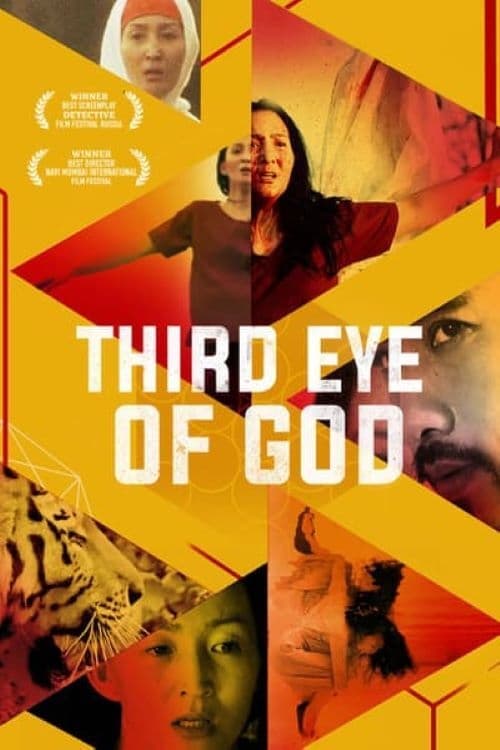 WINNER
BEST SCREENPLAY
DETECTIVE
FILM FESTIVAL RUSSIA
WINNER
BEST DIRECTOR
NAVI MUMBAI INTERNATIONAL
FILM FESTIVAL
THIRD EYE
OF GOD